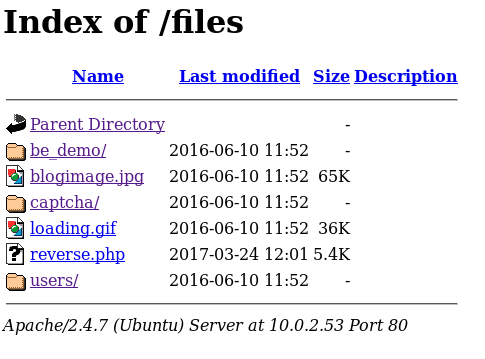 Index of /files
Name Last modified Size Description
Parent Directory -
be_demo/ 2016-06-10 11:52 -
blogimage.jpg 2016-06-10 11:52 65K
captcha/ 2016-06-10 11:52 -
loading.gif 2016-06-10 11:52 36K
reverse.php 2017-03-24 12:01 5.4K
users/ 2016-06-10 11:52 -
Apache/2.4.7 (Ubuntu) Server at 10.0.2.53 Port 80